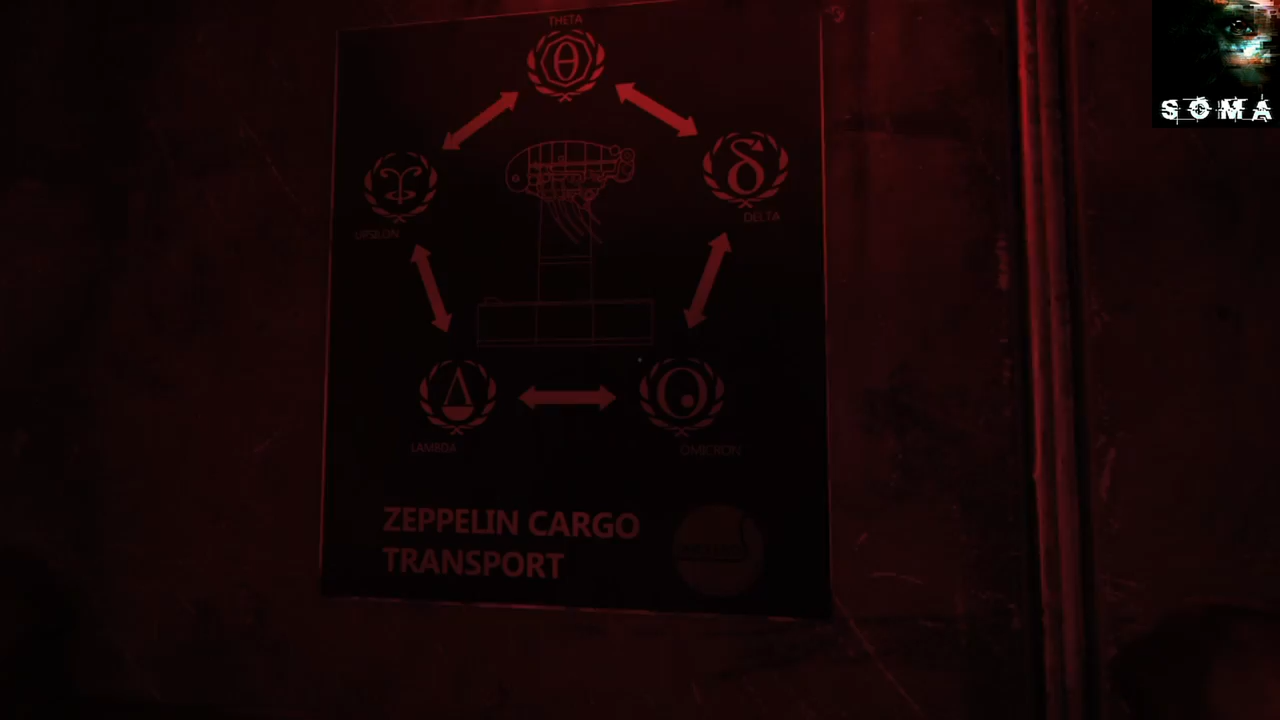 THETA
θ
SOMA
ϒ
δ
UPSILON
DELTA
Λ
Ο
LAMBDA
OMICRON
ZEPPELIN CARGO
TRANSPORT